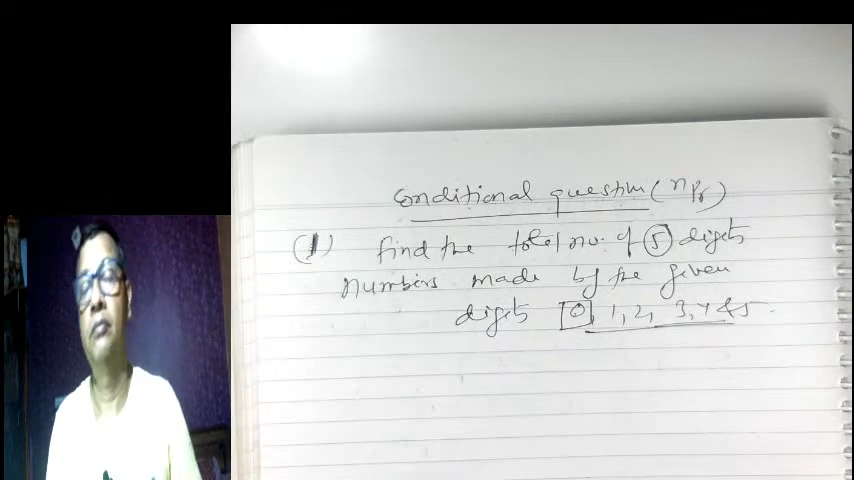 Conditional question (nPr)
(1) find the total no. of 5 digits
numbers made by the given
digits 0, 1, 2, 3, 4 & 5.